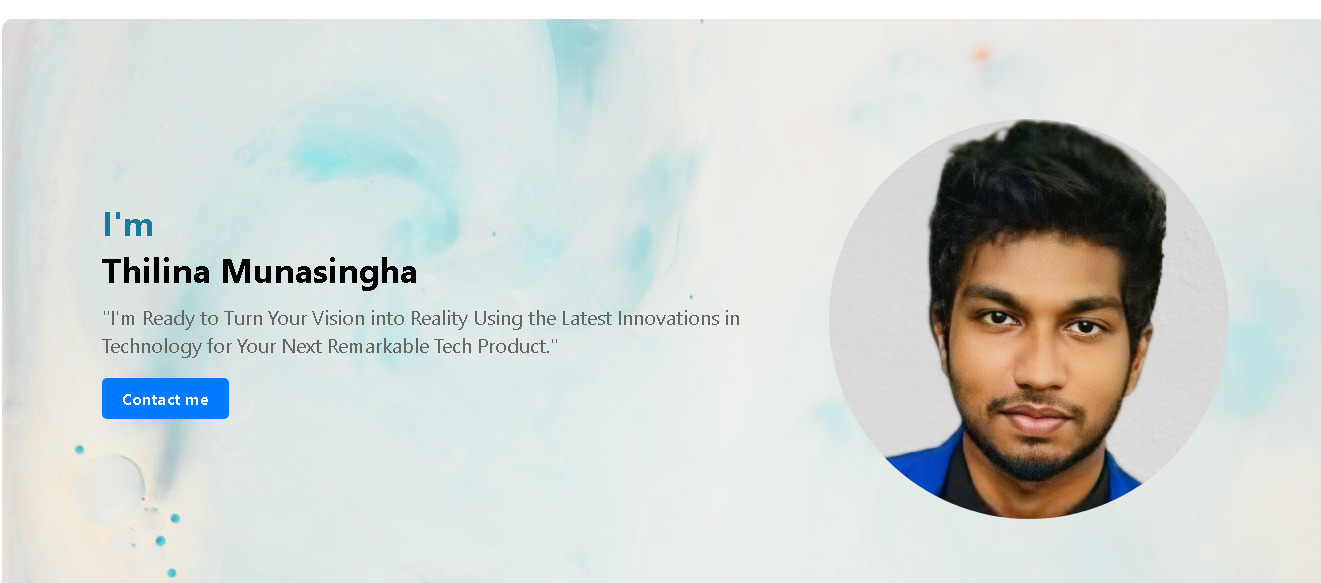 I'm
Thilina Munasingha
"I'm Ready to Turn Your Vision into Reality Using the Latest Innovations in
Technology for Your Next Remarkable Tech Product."
Contact me